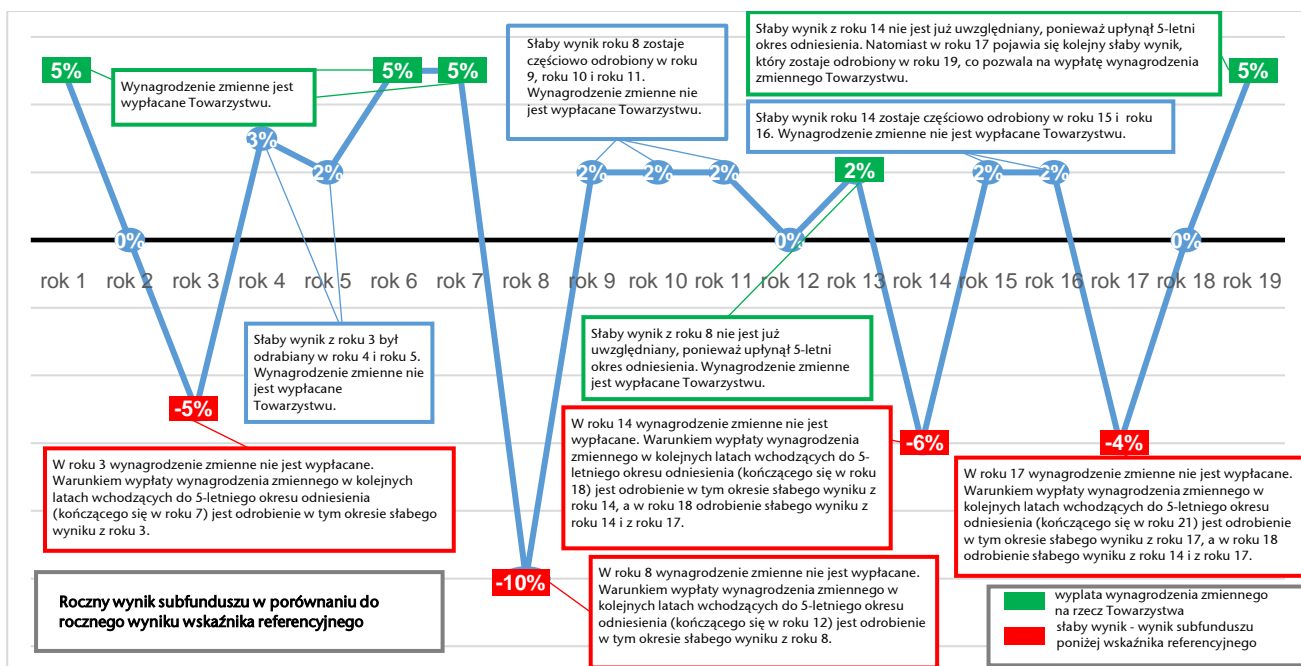 Słaby wynik z roku 14 nie jest już uwzględniany, ponieważ upłynął 5-letni
okres odniesienia. Natomiast w roku 17 pojawia się kolejny słaby wynik,
który zostaje odrobiony w roku 19, co pozwala na wypłatę wynagrodzenia
zmiennego Towarzystwu.
Słaby wynik roku 8 zostaje
częściowo odrobiony w roku
9, rok 10 i rok 11.
Wynagrodzenie zmienne nie
jest wypłacane Towarzystwu.
5%
Wynagrodzenie zmienne jest
wypłacane Towarzystwu.
5%
5%
5%
Słaby wynik roku 14 zostaje częściowo odrobiony w roku 15 i roku
16. Wynagrodzenie zmienne nie jest wypłacane Towarzystwu.
0%
3%
2%
2%
2%
2%
0%
2%
2%
2%
0%
rok 1
rok 2
rok 3
rok 4
rok 5
rok 6
rok 7
rok 8
rok 9
rok 10
rok 11
rok 12
rok 13
rok 14
rok 15
rok 16
rok 17
rok 18
rok 19
Słaby wynik z roku 3 był
odrabiany w roku 4 i roku 5.
Wynagrodzenie zmienne nie
jest wypłacane
Towarzystwu.
Słaby wynik z roku 8 nie jest już
uwzględniany, ponieważ upłynął 5-letni
okres odniesienia. Wynagrodzenie zmienne
jest wypłacane Towarzystwu.
-5%
-10%
-6%
-4%
W roku 3 wynagrodzenie zmienne nie jest wypłacane.
Warunkiem wypłaty wynagrodzenia zmiennego w kolejnych
latach wchodzących do 5-letniego okresu odniesienia
(kończącego się w roku 7) jest odrobienie w tym okresie słabego
wyniku z roku 3.
W roku 14 wynagrodzenie zmienne nie jest
wypłacane. Warunkiem wypłaty wynagrodzenia
zmiennego w kolejnych latach wchodzących do 5-
letniego okresu odniesienia (kończącego się w roku
18) jest odrobienie w tym okresie słabego wyniku z
roku 14, a w roku 18 odrobienie słabego wyniku z
roku 14 i z roku 17.
W roku 17 wynagrodzenie zmienne nie jest wypłacane.
Warunkiem wypłaty wynagrodzenia zmiennego w
kolejnych latach wchodzących do 5-letniego okresu
odniesienia (kończącego się w roku 21) jest odrobienie
w tym okresie słabego wyniku z roku 17, a w roku 18
odrobienie słabego wyniku z roku 14 i z roku 17.
W roku 8 wynagrodzenie zmienne nie jest wypłacane.
Warunkiem wypłaty wynagrodzenia zmiennego w
kolejnych latach wchodzących do 5-letniego okresu
odniesienia (kończącego się w roku 12) jest odrobienie
w tym okresie słabego wyniku z roku 8.
Roczny wynik subfunduszu w porównaniu do
rocznego wyniku wskaźnika referencyjnego
wyplata wynagrodzenia zmiennego
na rzecz Towarzystwa
słaby wynik - wynik subfunduszu
poniżej wskaźnika referencyjnego